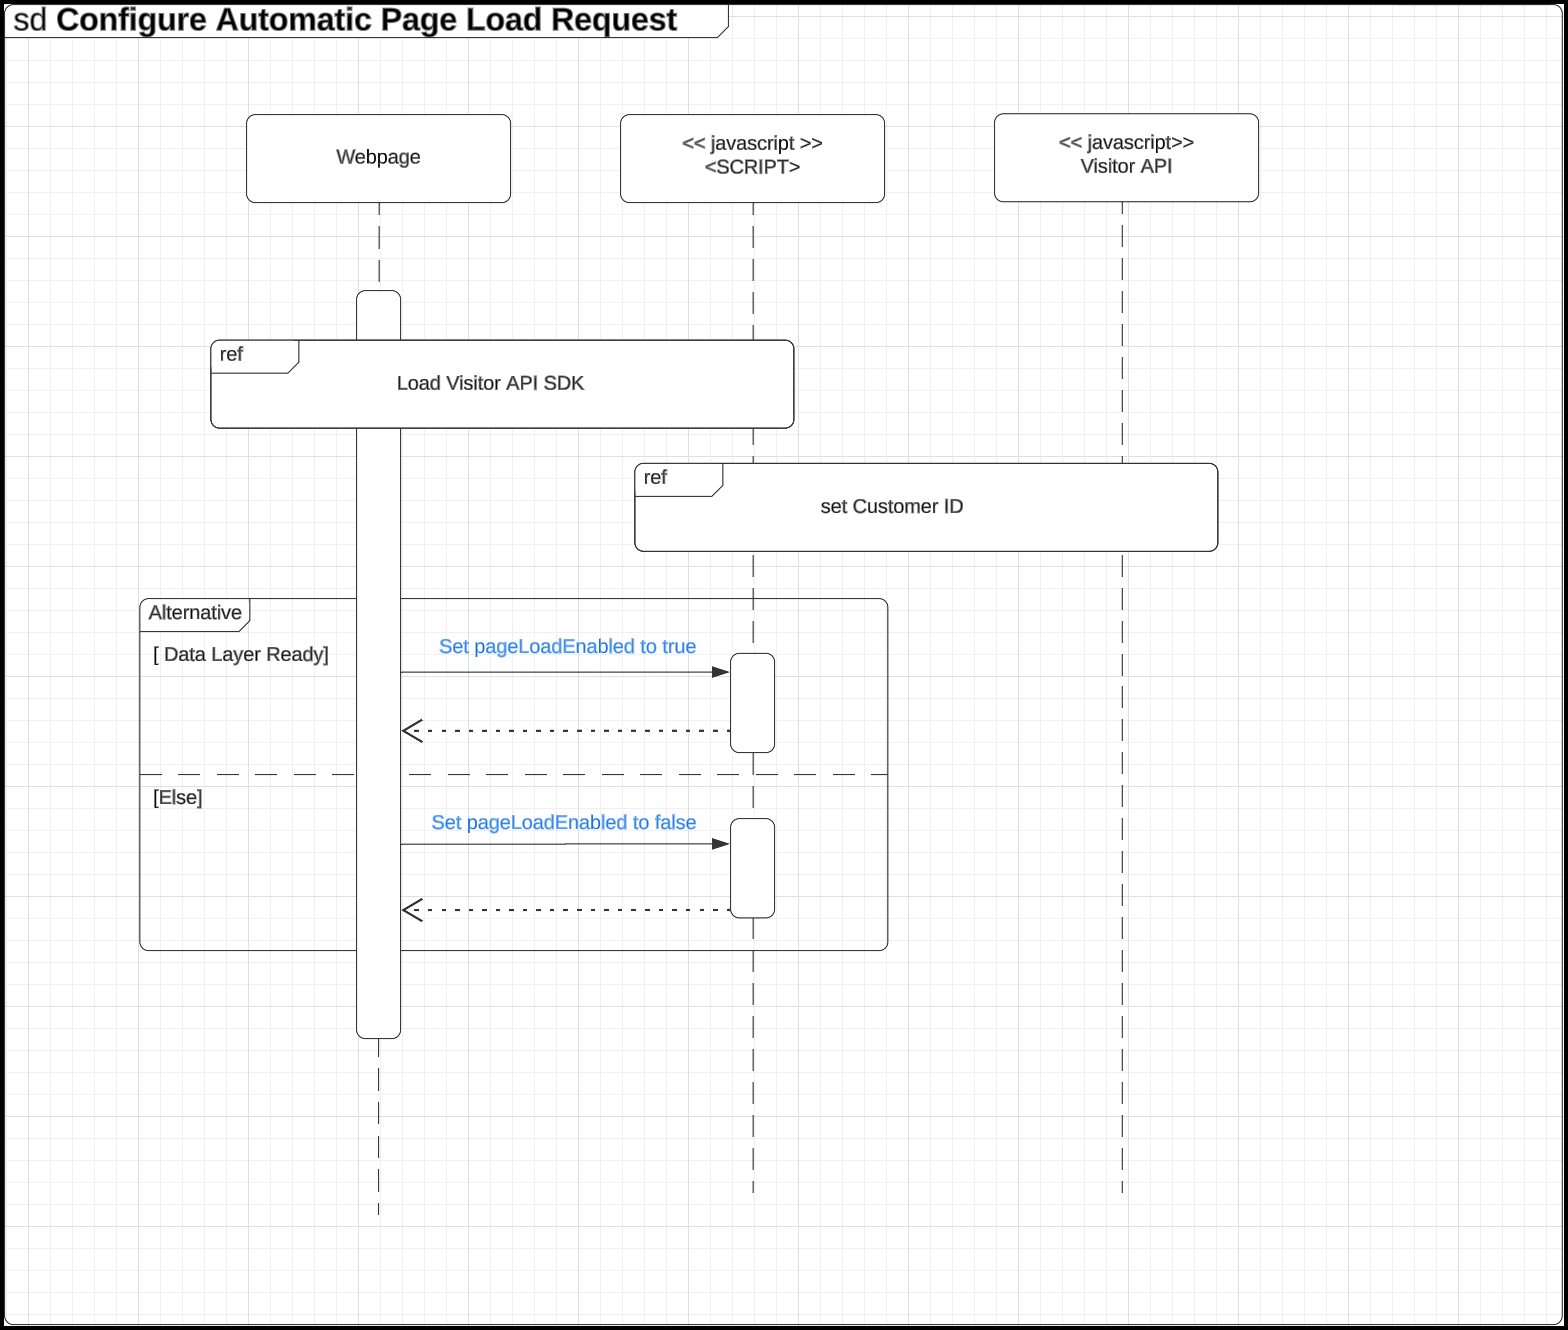 sd Configure Automatic Page Load Request
Webpage
<< javascript >>
<SCRIPT>
<< javascript>>
Visitor API
ref
Load Visitor API SDK
ref
set Customer ID
Alternative
[ Data Layer Ready]
Set pageLoadEnabled to true
[Else]
Set pageLoadEnabled to false